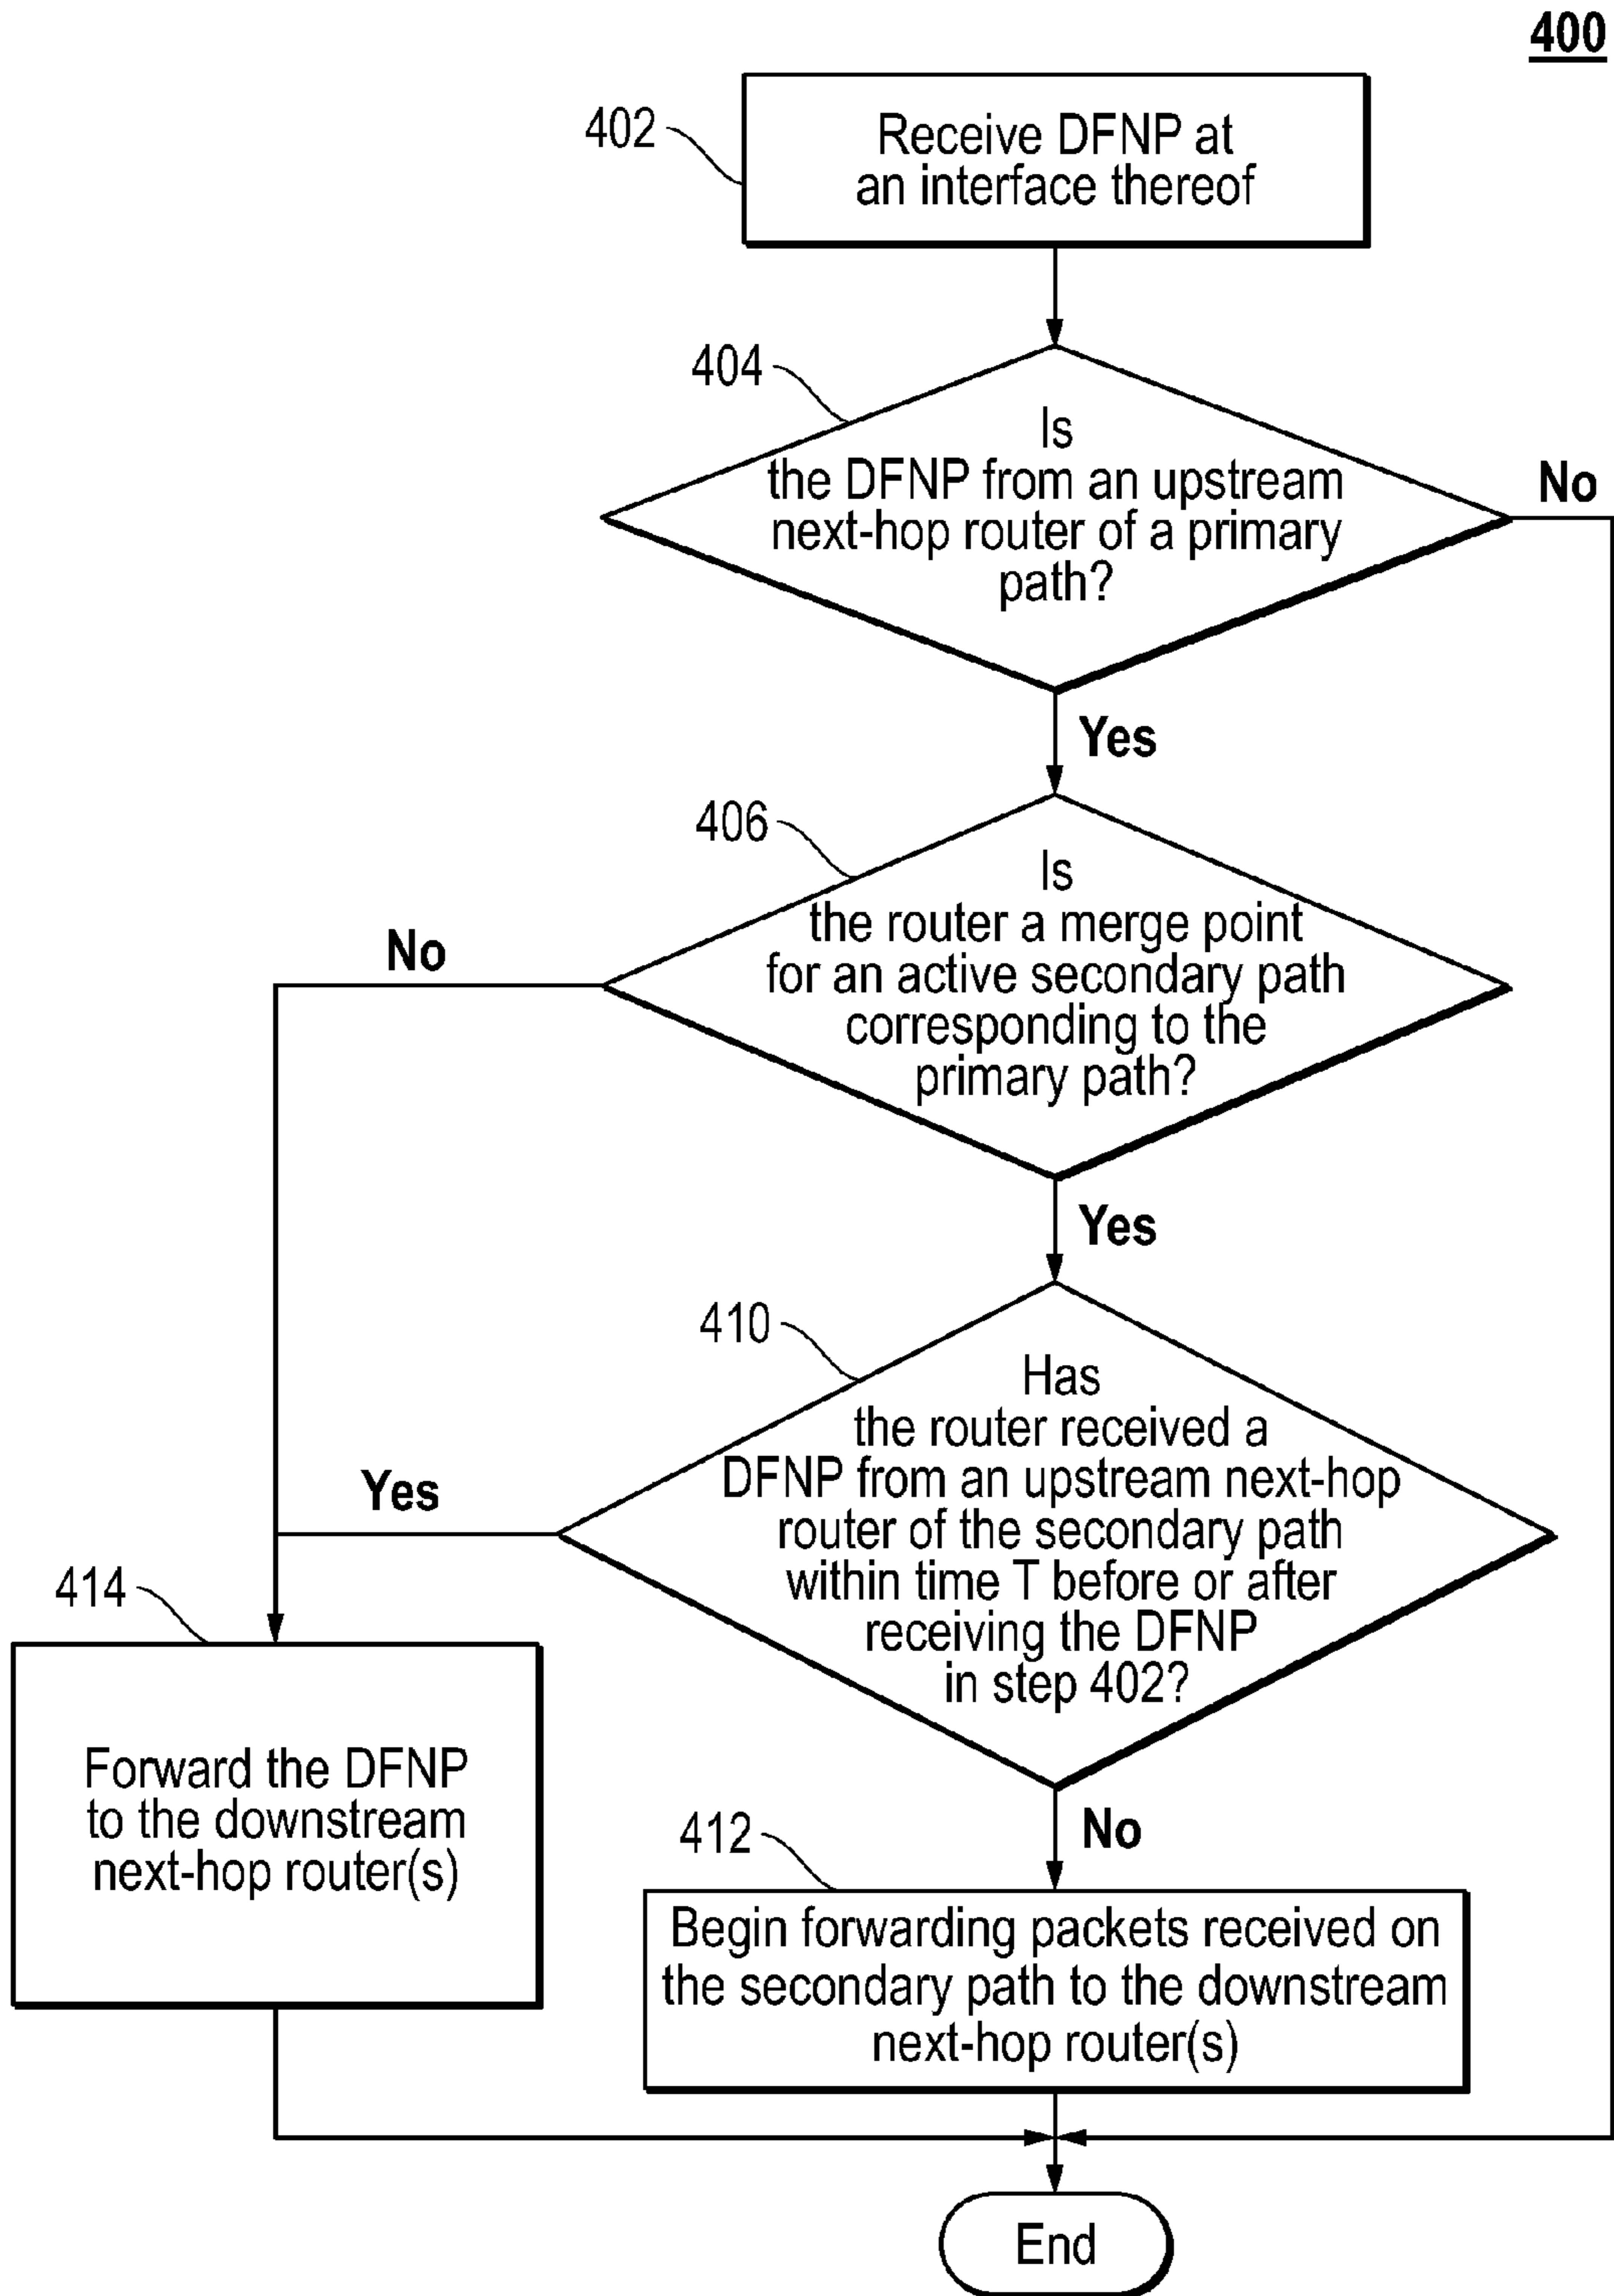 400
402
Receive DFNP at
an interface thereof
404
Is
the DFNP from an upstream
next-hop router of a primary
path?
No
Yes
406
Is
the router a merge point
for an active secondary path
corresponding to the
primary path?
No
Yes
410
Has
the router received a
DFNP from an upstream next-hop
router of the secondary path
within time T before or after
receiving the DFNP
in step 402?
Yes
No
414
Forward the DFNP
to the downstream
next-hop router(s)
412
Begin forwarding packets received on
the secondary path to the downstream
next-hop router(s)
End